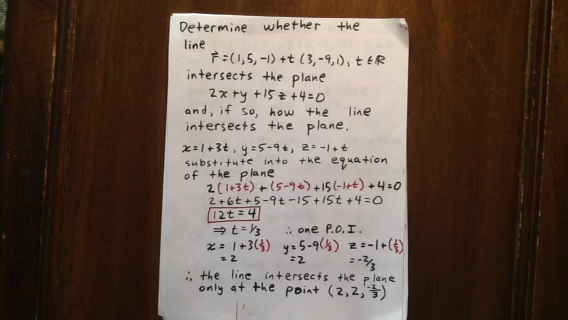 Determine whether the
line
r⃗ = (1,5,-1) + t (3,-9,1), t ∈ ℝ
intersects the plane
2x + y + 15z + 4 = 0
and, if so, how the line
intersects the plane.
x = 1 + 3t, y = 5 - 9t, z = -1 + t
substitute into the equation
of the plane
2(1+3t) + (5-9t) + 15(-1+t) + 4 = 0
2 + 6t + 5 - 9t - 15 + 15t + 4 = 0
12t = 4
⇒ t = 1/3 ∴ one P.O.I.
x = 1 + 3(1/3) y = 5 - 9(1/3) z = -1 + (1/3)
= 2 = 2 = -2/3
∴ the line intersects the plane
only at the point (2, 2, -2/3)